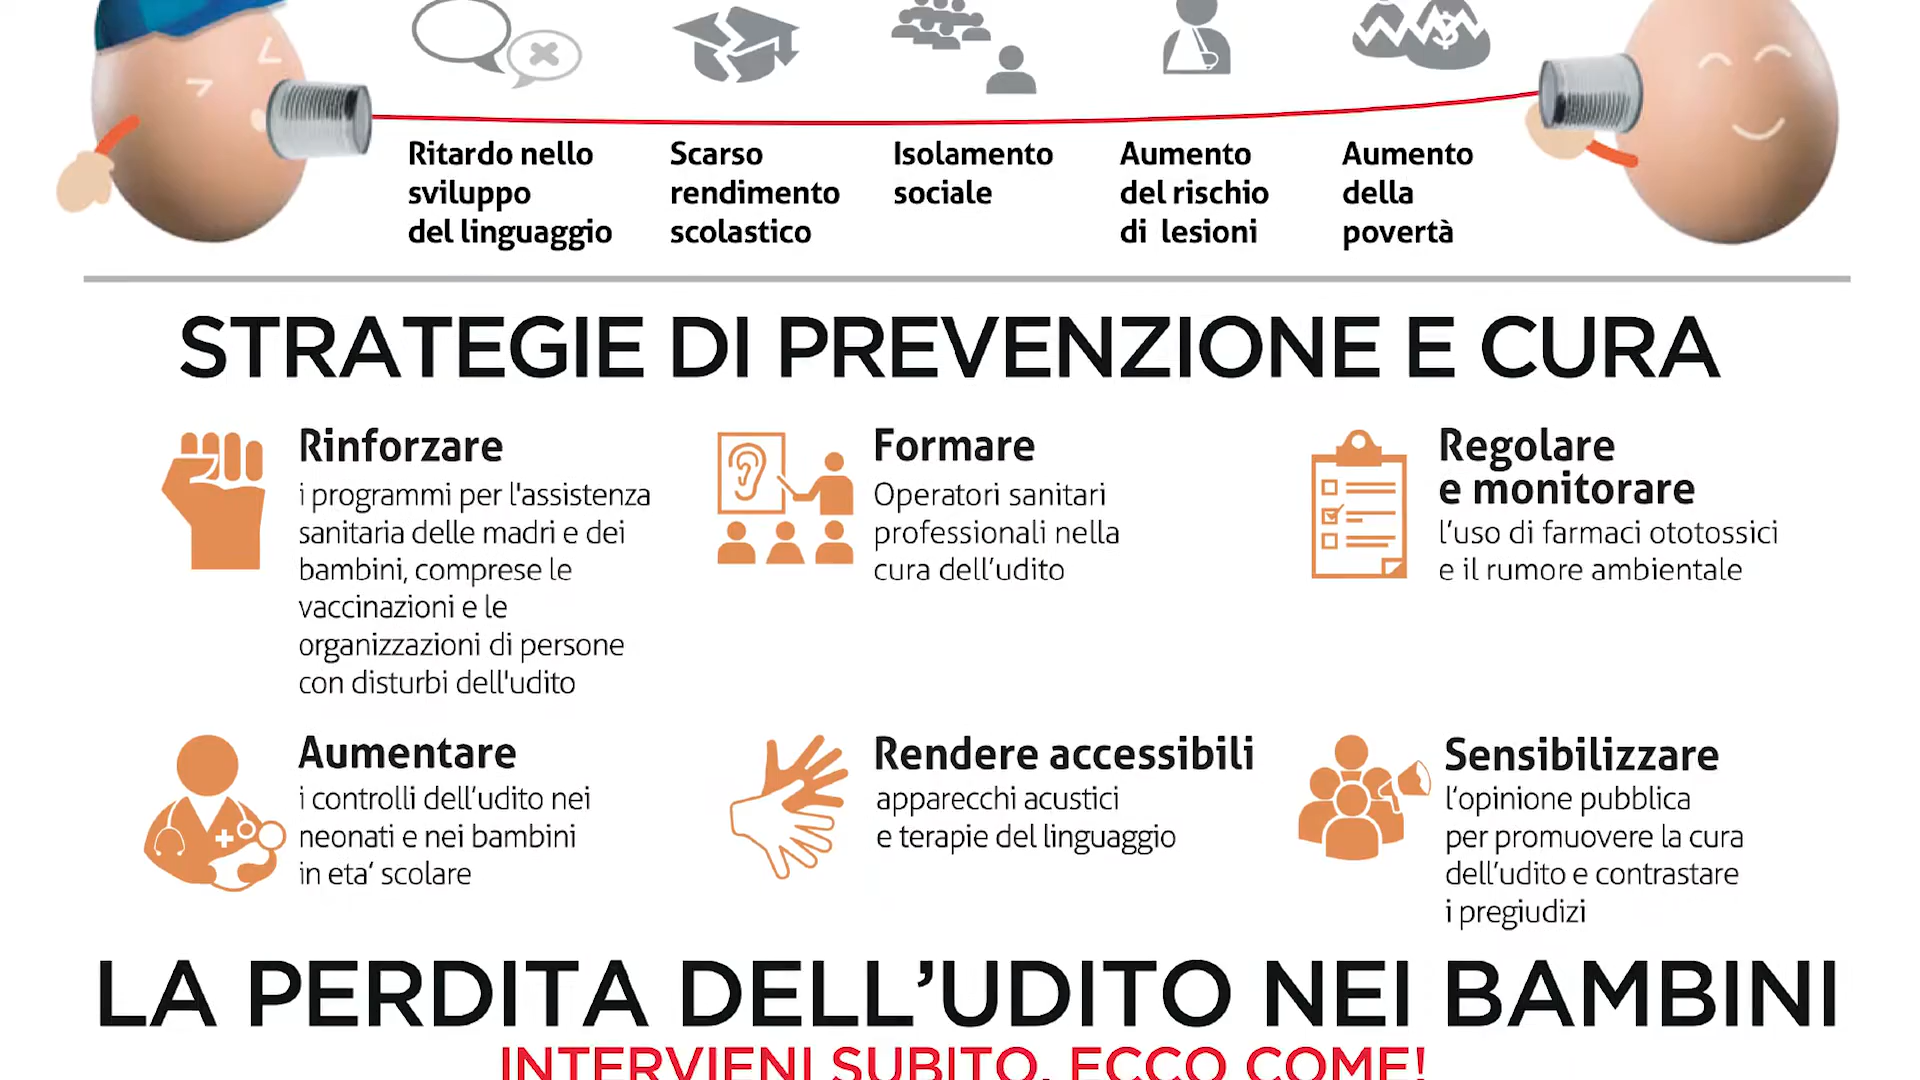 Ritardo nello
sviluppo
del linguaggio
Scarso
rendimento
scolastico
Isolamento
sociale
Aumento
del rischio
di lesioni
Aumento
della
povertà
STRATEGIE DI PREVENZIONE E CURA
Rinforzare
i programmi per l'assistenza
sanitaria delle madri e dei
bambini, comprese le
vaccinazioni e le
organizzazioni di persone
con disturbi dell'udito
Formare
Operatori sanitari
professionali nella
cura dell’udito
Regolare
e monitorare
l’uso di farmaci ototossici
e il rumore ambientale
Aumentare
i controlli dell’udito nei
neonati e nei bambini
in eta’ scolare
Rendere accessibili
apparecchi acustici
e terapie del linguaggio
Sensibilizzare
l’opinione pubblica
per promuovere la cura
dell’udito e contrastare
i pregiudizi
LA PERDITA DELL’UDITO NEI BAMBINI
INTERVIENI SUBITO, ECCO COME!